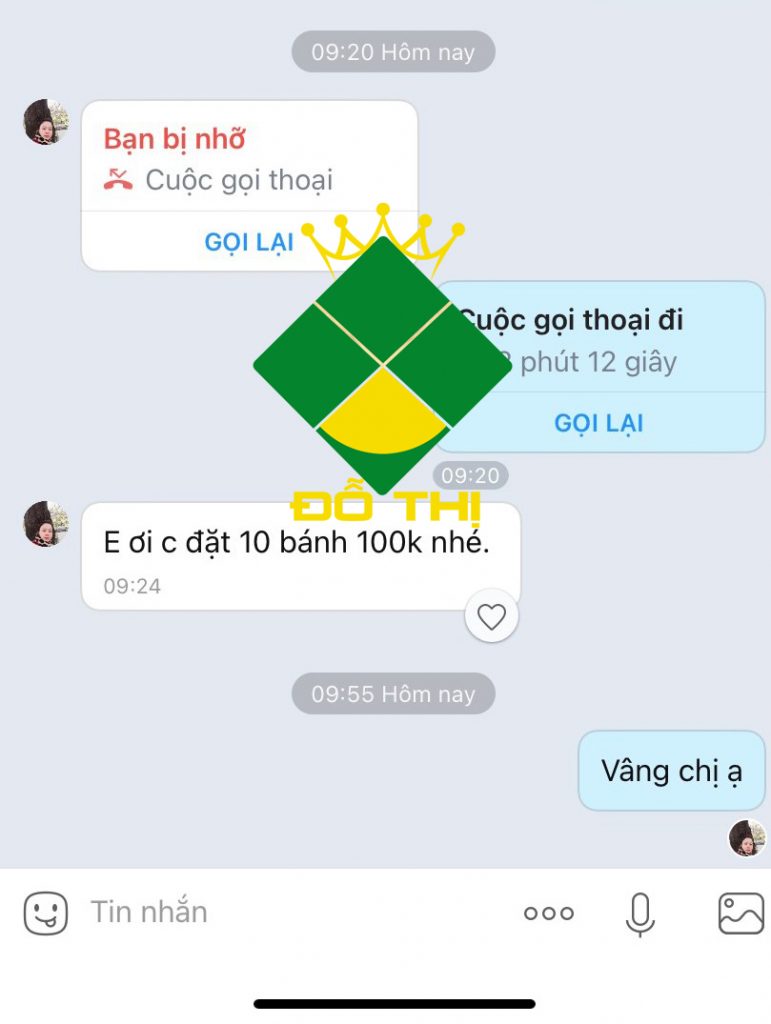 09:20 Hôm nay
Bạn bị nhỡ
Cuộc gọi thoại
GỌI LẠI
Cuộc gọi thoại đi
phút 12 giây
GỌI LẠI
09:20
ĐỖ THỊ
E ơi c đặt 10 bánh 100k nhé.
09:24
09:55 Hôm nay
Vâng chị ạ
Tin nhắn